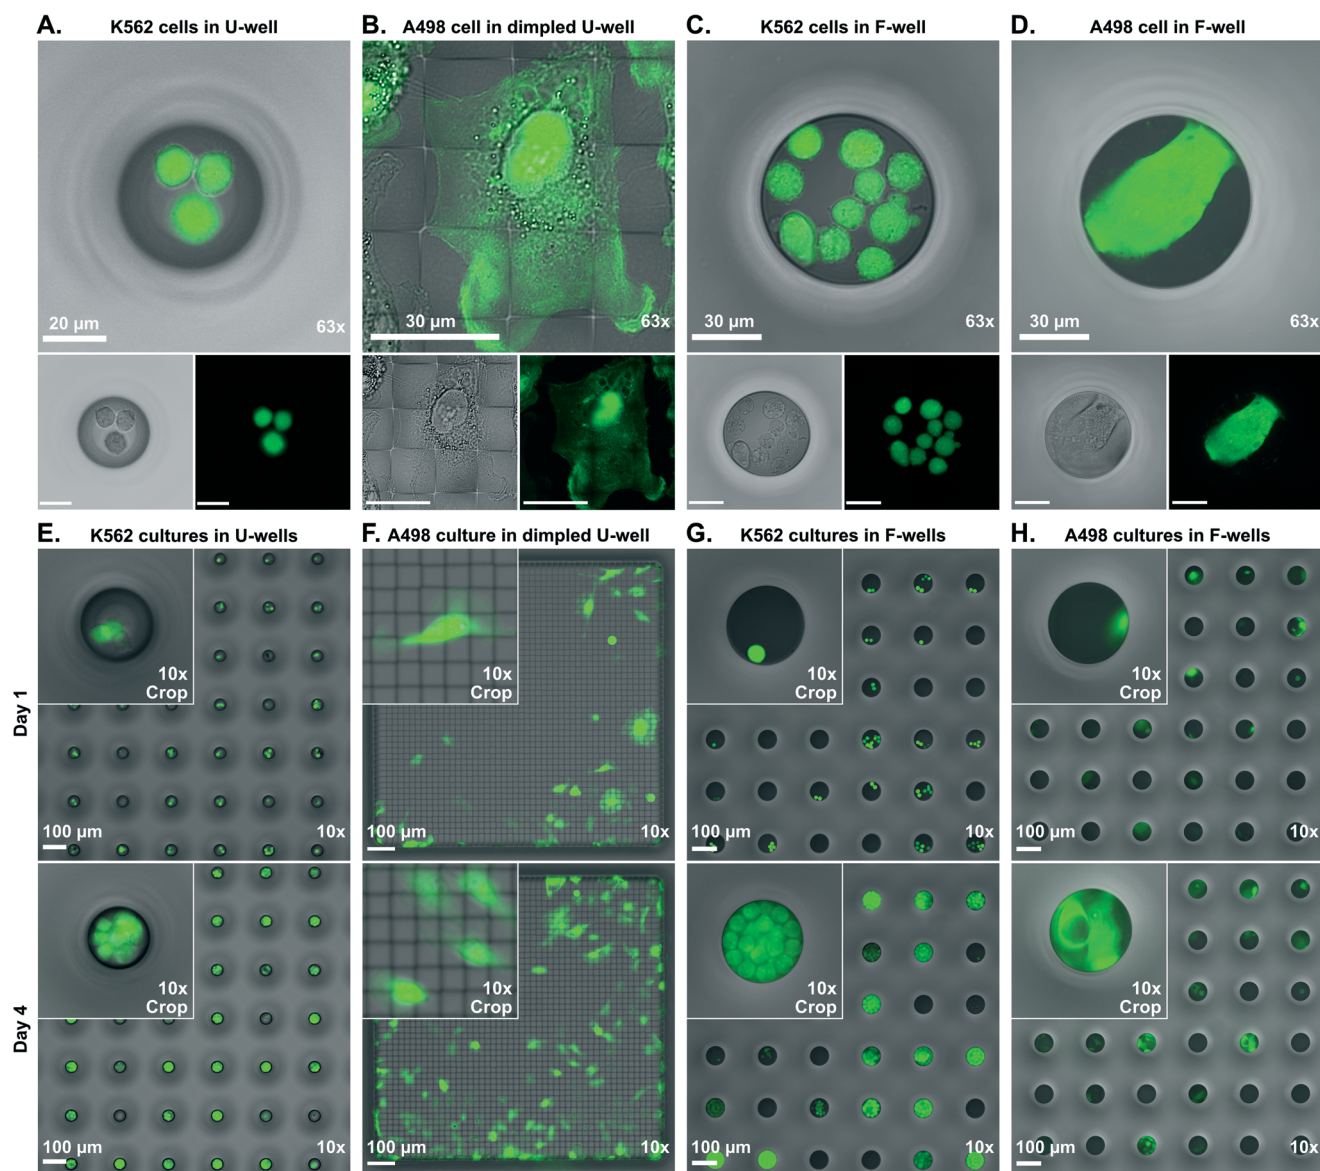 A. K562 cells in U-well
B. A498 cell in dimpled U-well
C. K562 cells in F-well
D. A498 cell in F-well
20 µm 63x
30 µm 63x
30 µm 63x
30 µm 63x
E. K562 cultures in U-wells
F. A498 culture in dimpled U-well
G. K562 cultures in F-wells
H. A498 cultures in F-wells
Day 1
10x
Crop
100 µm 10x
10x
Crop
100 µm 10x
10x
Crop
100 µm 10x
10x
Crop
100 µm 10x
Day 4
10x
Crop
100 µm 10x
10x
Crop
100 µm 10x
10x
Crop
100 µm 10x
10x
Crop
100 µm 10x